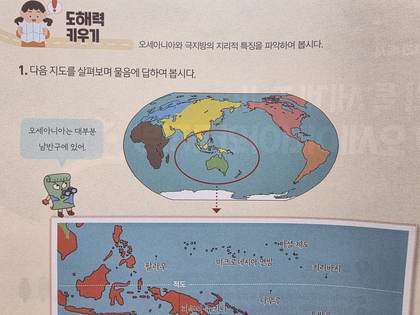 도해력
키우기
오세아니아와 극지방의 지리적 특징을 파악하여 봅시다.
1. 다음 지도를 살펴보며 물음에 답하여 봅시다.
오세아니아는 대부분
남반구에 있어.
마셜 제도
팔라우
미크로네시아 연방
키리바시
적도
나우루